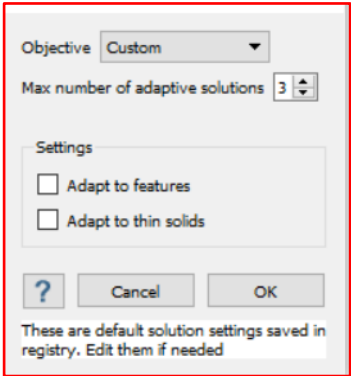 Objective Custom
Max number of adaptive solutions 3
Settings
Adapt to features
Adapt to thin solids
? Cancel OK
These are default solution settings saved in
registry. Edit them if needed